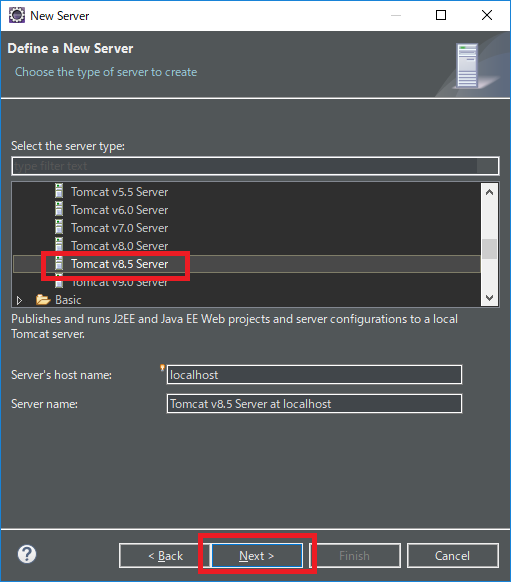 New Server
Define a New Server
Choose the type of server to create
Select the server type:
type filter text
Tomcat v5.5 Server
Tomcat v6.0 Server
Tomcat v7.0 Server
Tomcat v8.0 Server
Tomcat v8.5 Server
Tomcat v9.0 Server
Basic
Publishes and runs J2EE and Java EE Web projects and server configurations to a local
Tomcat server.
Server's host name: localhost
Server name: Tomcat v8.5 Server at localhost
? < Back Next > Finish Cancel